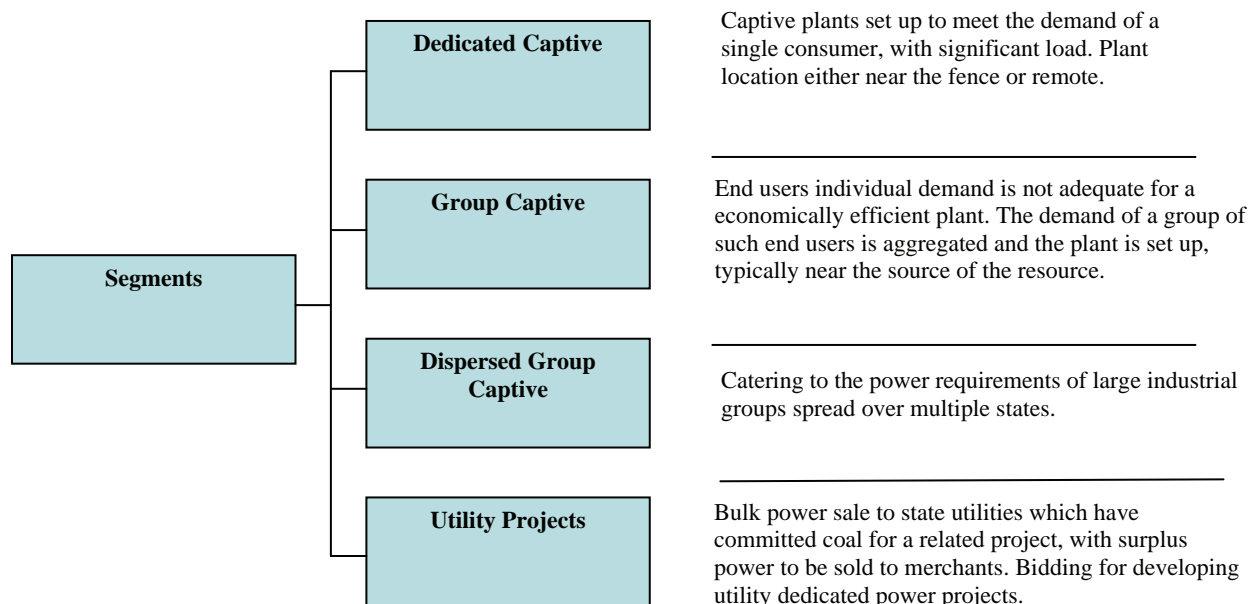 Segments
Dedicated Captive
Captive plants set up to meet the demand of a
single consumer, with significant load. Plant
location either near the fence or remote.
Group Captive
End users individual demand is not adequate for a
economically efficient plant. The demand of a group of
such end users is aggregated and the plant is set up,
typically near the source of the resource.
Dispersed Group
Captive
Catering to the power requirements of large industrial
groups spread over multiple states.
Utility Projects
Bulk power sale to state utilities which have
committed coal for a related project, with surplus
power to be sold to merchants. Bidding for developing
utility dedicated power projects.